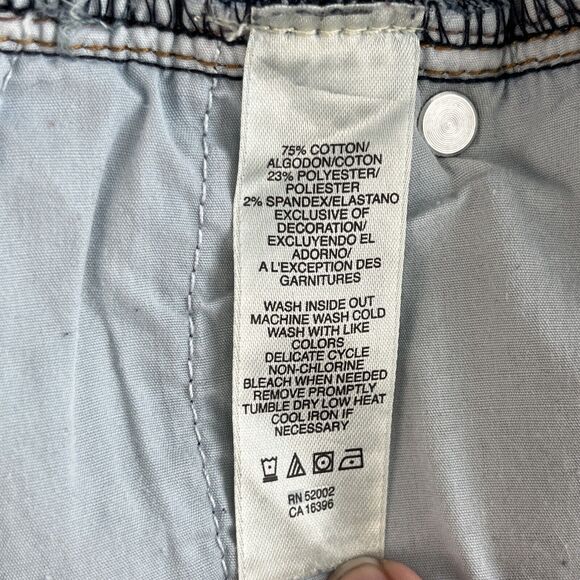 75% COTTON/
ALGODON/COTON
23% POLYESTER/
POLIESTER
2% SPANDEX/ELASTANO
EXCLUSIVE OF
DECORATION/
EXCLUYENDO EL
ADORNO/
A L'EXCEPTION DES
GARNITURES
WASH INSIDE OUT
MACHINE WASH COLD
WASH WITH LIKE
COLORS
DELICATE CYCLE
NON-CHLORINE
BLEACH WHEN NEEDED
REMOVE PROMPTLY
TUMBLE DRY LOW HEAT
COOL IRON IF
NECESSARY
RN 52002
CA 16396